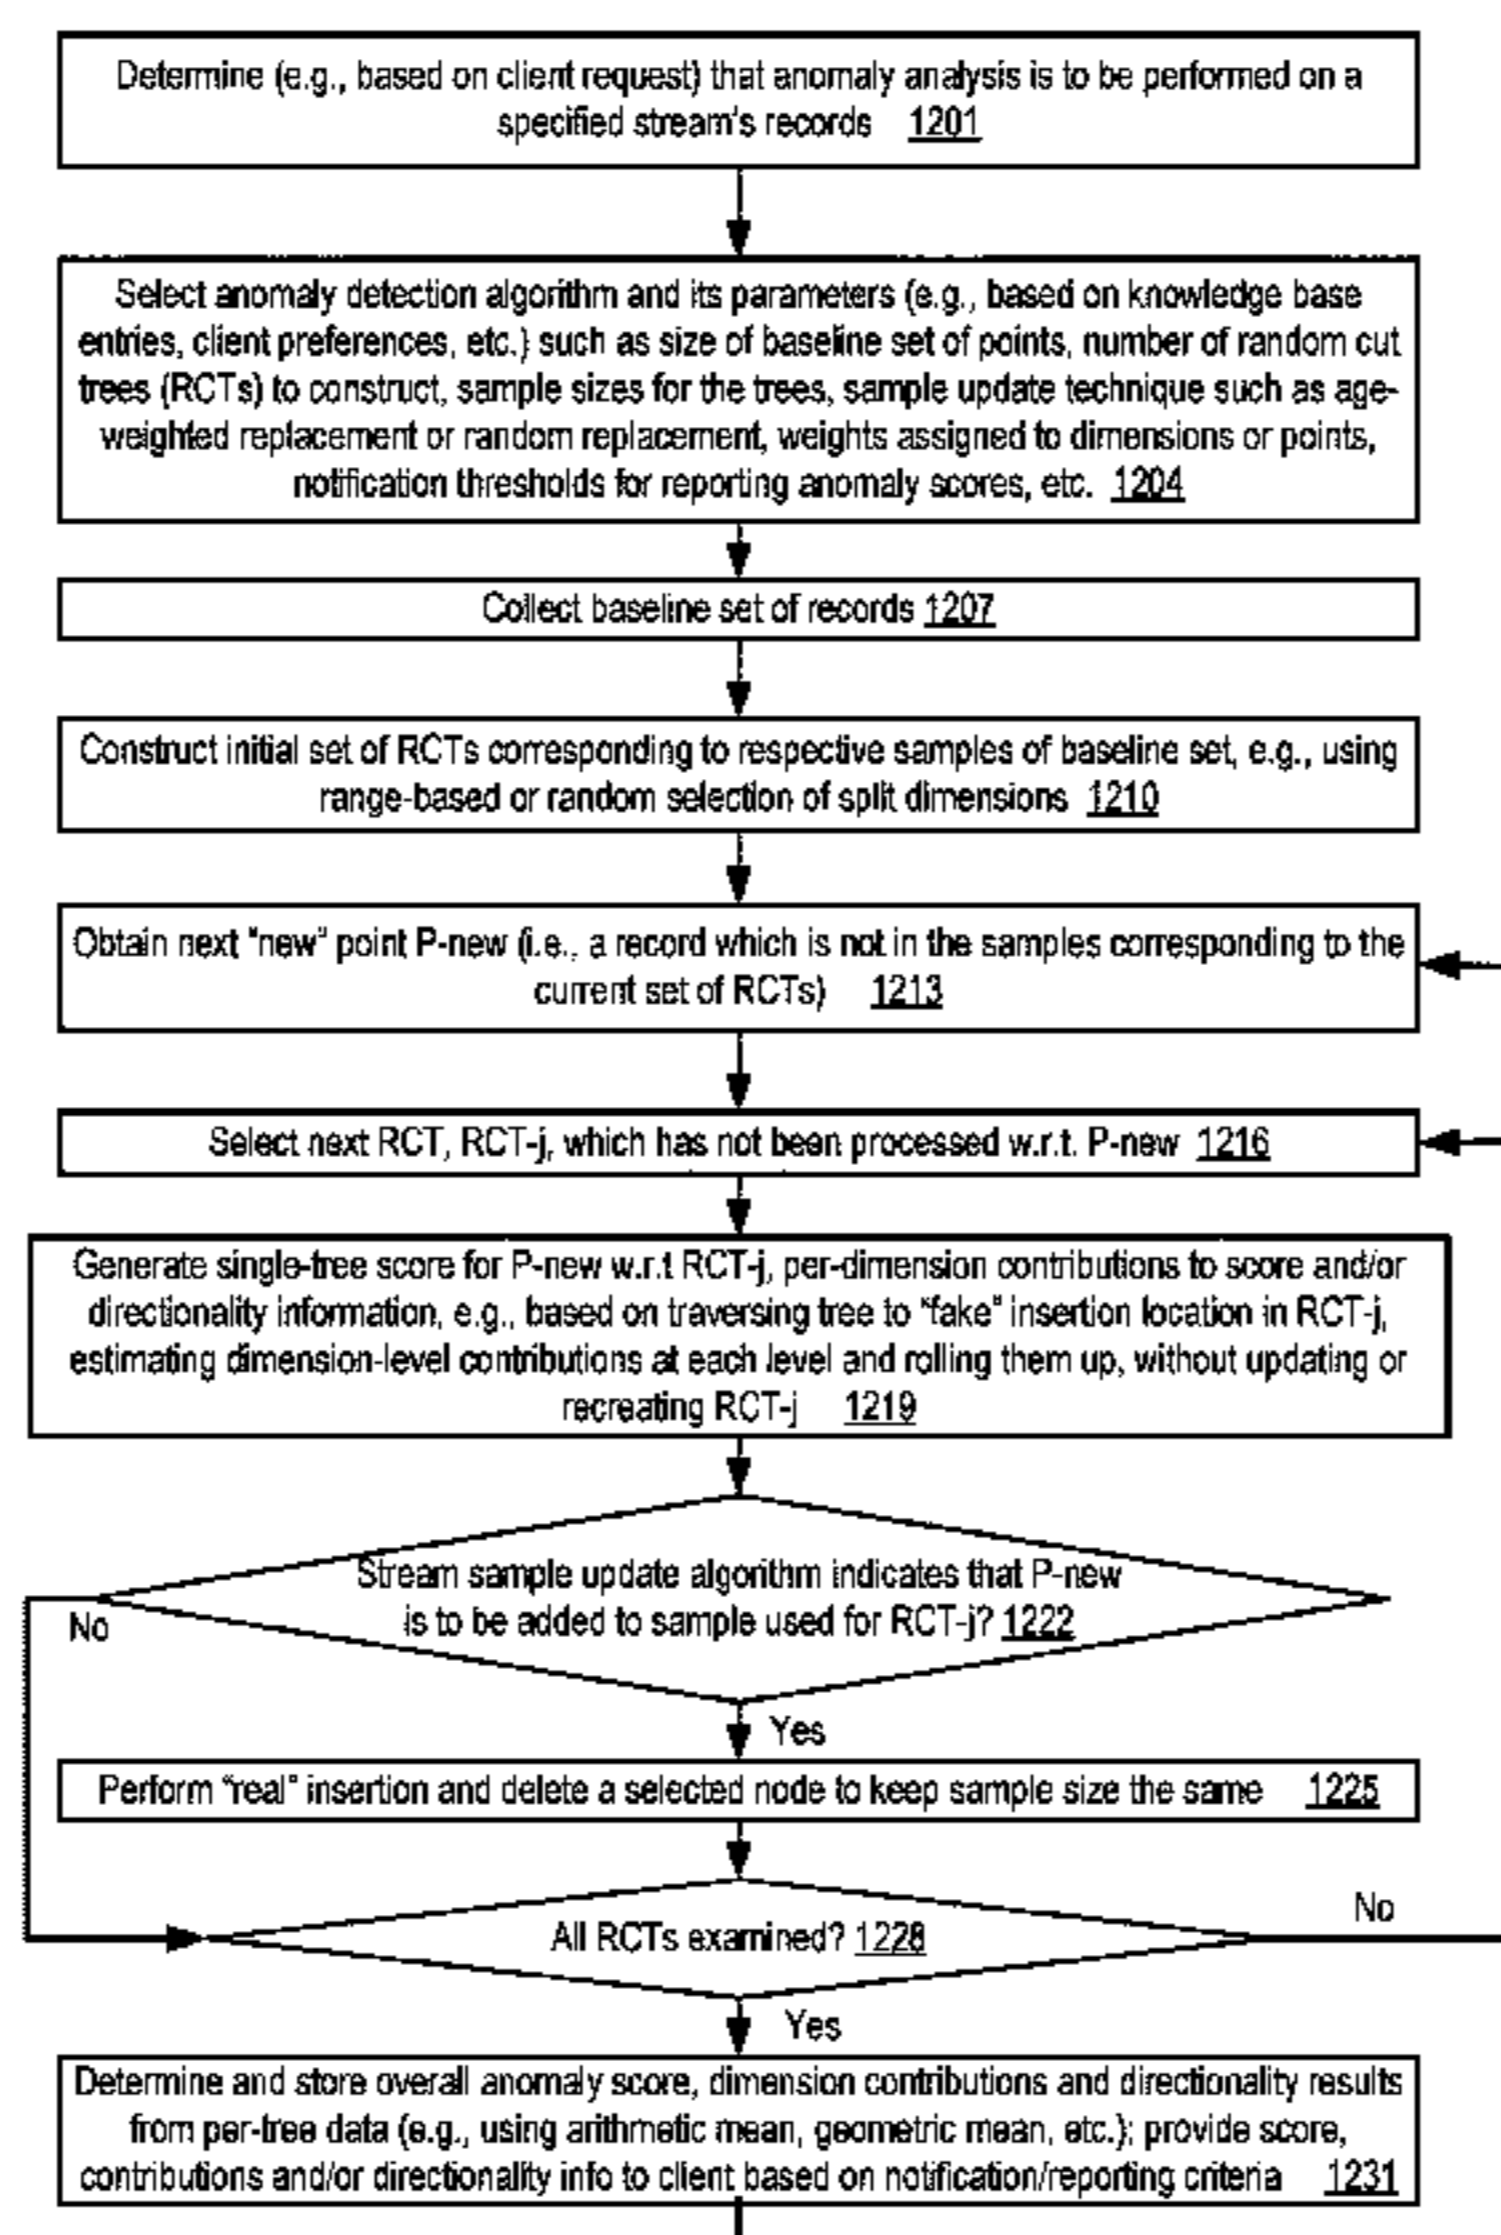 Determine (e.g., based on client request) that anomaly analysis is to be performed on a
specified stream's records 1201
Select anomaly detection algorithm and its parameters (e.g., based on knowledge base
entries, client preferences, etc.) such as size of baseline set of points, number of random cut
trees (RCTs) to construct, sample sizes for the trees, sample update technique such as age-
weighted replacement or random replacement, weights assigned to dimensions or points,
notification thresholds for reporting anomaly scores, etc. 1204
Collect baseline set of records 1207
Construct initial set of RCTs corresponding to respective samples of baseline set, e.g., using
range-based or random selection of split dimensions 1210
Obtain next "new" point P-new (i.e., a record which is not in the samples corresponding to the
current set of RCTs) 1213
Select next RCT, RCT-j, which has not been processed w.r.t. P-new 1216
Generate single-tree score for P-new w.r.t RCT-j, per-dimension contributions to score and/or
directionality information, e.g., based on traversing tree to "fake" insertion location in RCT-j,
estimating dimension-level contributions at each level and rolling them up, without updating or
recreating RCT-j 1219
Stream sample update algorithm indicates that P-new
is to be added to sample used for RCT-j? 1222
No
Yes
Perform "real" insertion and delete a selected node to keep sample size the same 1225
All RCTs examined? 1228
No
Yes
Determine and store overall anomaly score, dimension contributions and directionality results
from per-tree data (e.g., using arithmetic mean, geometric mean, etc.); provide score,
contributions and/or directionality info to client based on notification/reporting criteria 1231